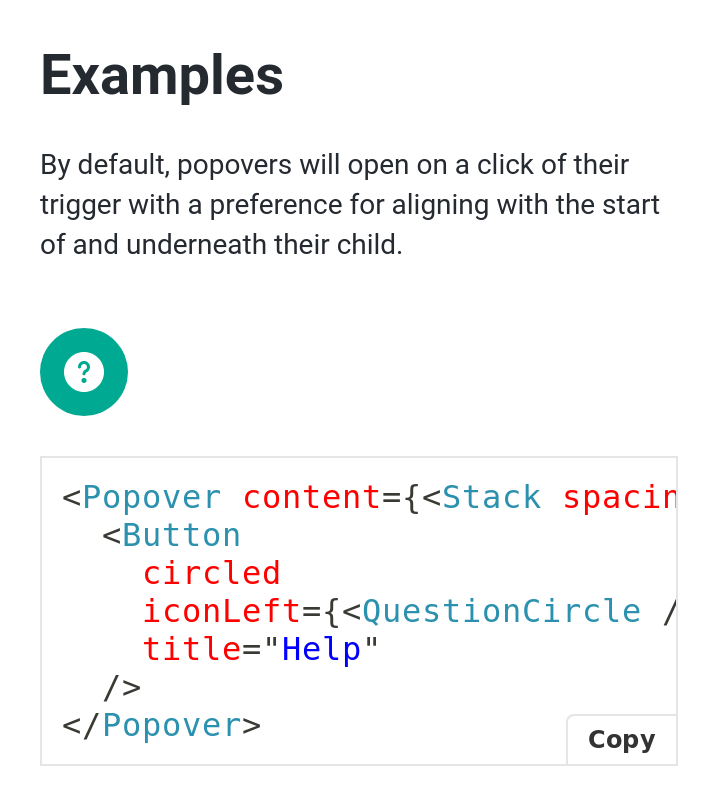 Examples
By default, popovers will open on a click of their
trigger with a preference for aligning with the start
of and underneath their child.
?
<Popover content={<Stack spacin
<Button
circled
iconLeft={<QuestionCircle /
title="Help"
/>
</Popover>
Copy